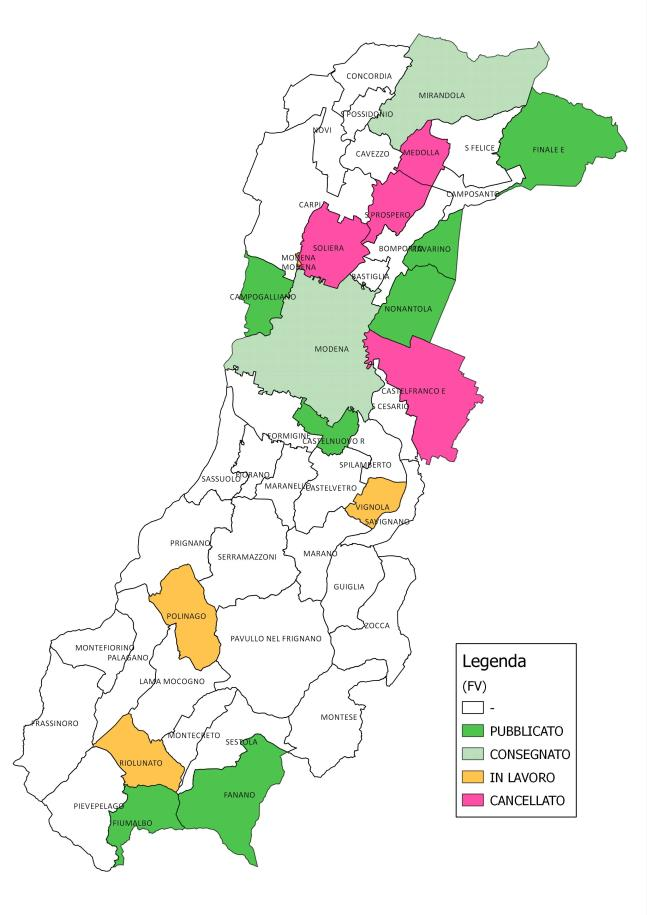 CONCORDIA
MIRANDOLA
S POSSIDONIO
NOVI
S FELICE
FINALE E
CAVEZZO
MEDOLLA
CAMPOSANTO
CARPI
S PROSPERO
SOLIERA
BOMPORTO
RAVARINO
MODENA
MODENA
BASTIGLIA
CAMPOGALLIANO
NONANTOLA
MODENA
CASTELFRANCO E
S CESARIO
FORMIGINE
CASTELNUOVO R
SPILAMBERTO
FIORANO
SASSUOLO
MARANELLO
CASTELVETRO
VIGNOLA
SAVIGNANO
PRIGNANO
SERRAMAZZONI
MARANO
GUIGLIA
POLINAGO
ZOCCA
PAVULLO NEL FRIGNANO
MONTEFIORINO
PALAGANO
LAMA MOCOGNO
FRASSINORO
MONTESE
MONTECRETO
SESTOLA
RIOLUNATO
FANANO
PIEVEPELAGO
FIUMALBO
Legenda
(FV)
-
PUBBLICATO
CONSEGNATO
IN LAVORO
CANCELLATO